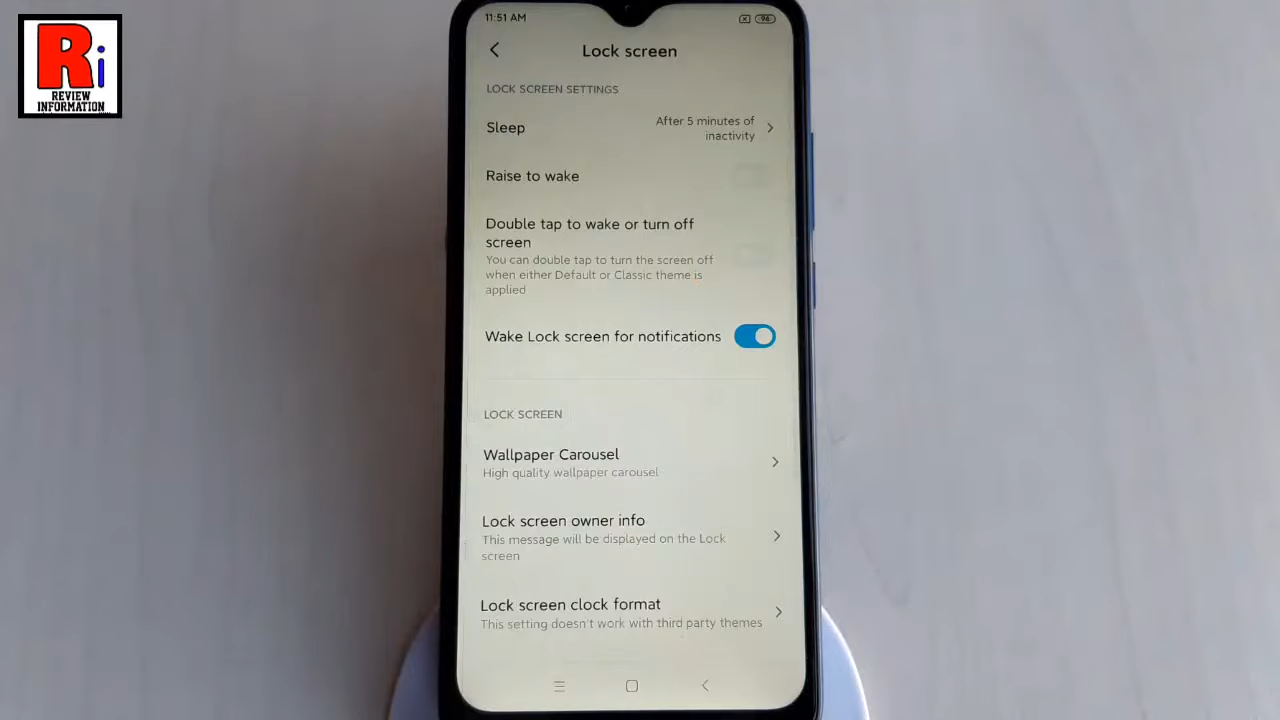 Ri
REVIEW
INFORMATION
11:51 AM
96
Lock screen
LOCK SCREEN SETTINGS
Sleep
After 5 minutes of
inactivity
Raise to wake
Double tap to wake or turn off
screen
You can double tap to turn the screen off
when either Default or Classic theme is
applied
Wake Lock screen for notifications
LOCK SCREEN
Wallpaper Carousel
High quality wallpaper carousel
Lock screen owner info
This message will be displayed on the Lock
screen
Lock screen clock format
This setting doesn't work with third party themes